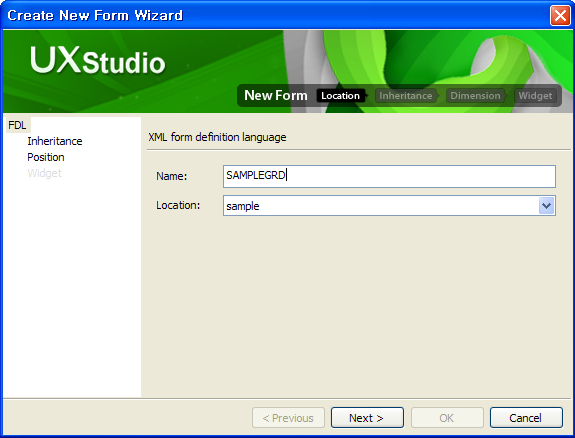 Create New Form Wizard
UXStudio
New Form Location Inheritance Dimension Widget
FDL
Inheritance
Position
Widget
XML form definition language
Name: SAMPLEGRD
Location: sample
< Previous Next > OK Cancel